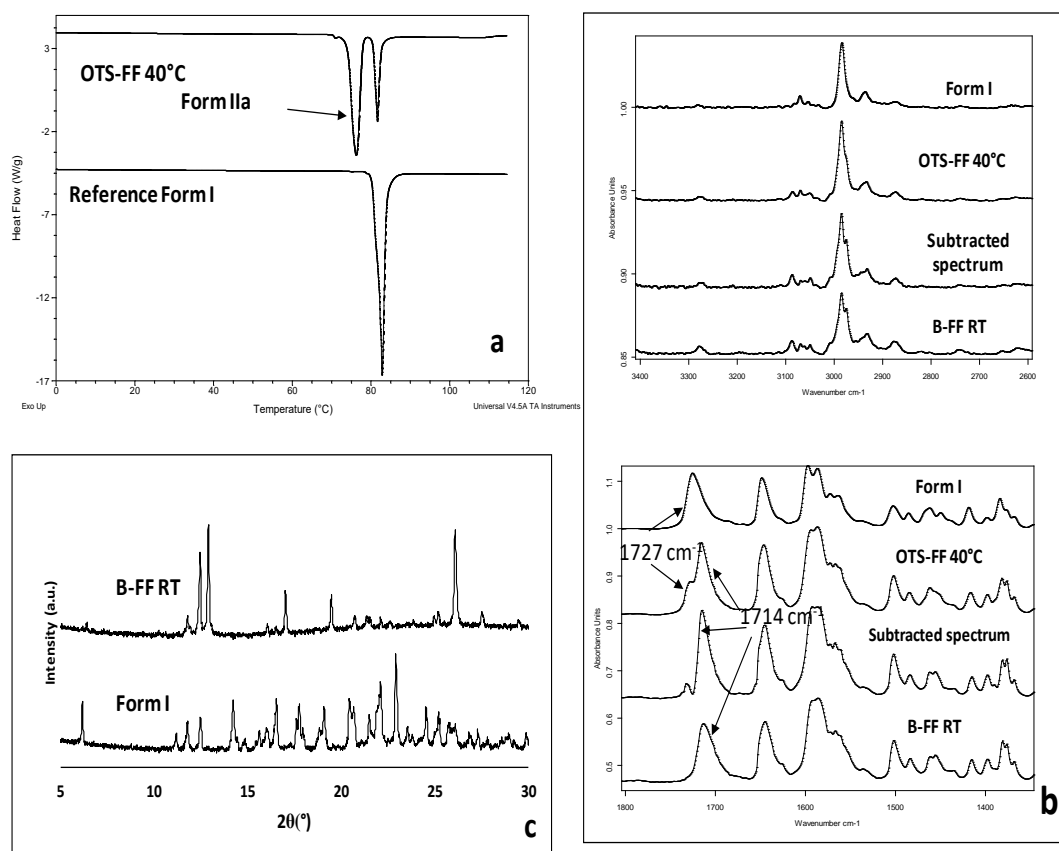 OTS-FF 40°C
Form IIa
Reference Form I
3
-2
-7
-12
-17
Heat Flow (W/g)
0
20
40
60
80
100
120
Exo Up
Temperature (°C)
Universal V4.5A TA Instruments
a
Form I
OTS-FF 40°C
Subtracted
spectrum
B-FF RT
1.00
0.95
0.90
0.85
Absorbance Units
3400
3300
3200
3100
3000
2900
2800
2700
2600
Wavenumber cm-1
Form I
1727 cm-1
OTS-FF 40°C
1714 cm-1
Subtracted spectrum
B-FF RT
1.1
1.0
0.9
0.8
0.7
0.6
0.5
Absorbance Units
1800
1700
1600
1500
1400
Wavenumber cm-1
b
B-FF RT
Form I
Intensity (a.u.)
5
10
15
20
25
30
2θ(°)
c